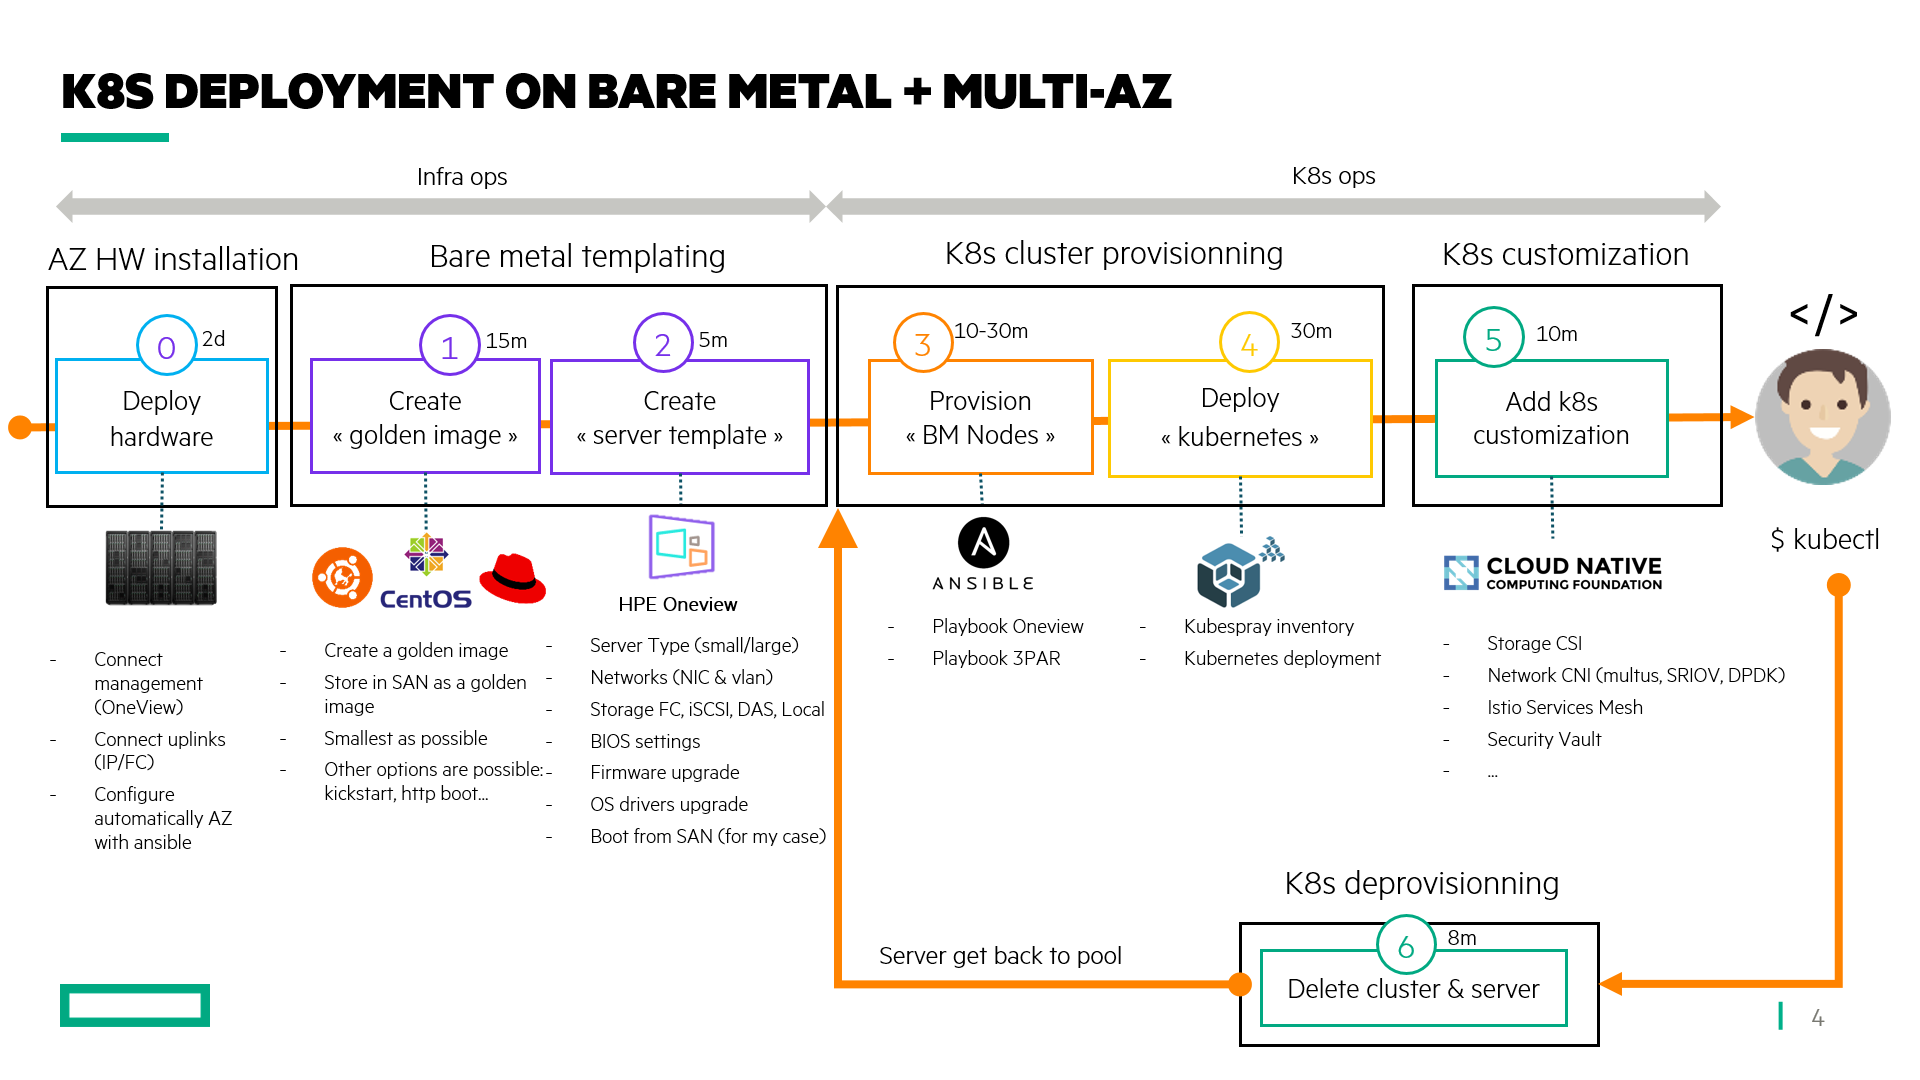 K8S DEPLOYMENT ON BARE METAL + MULTI-AZ
Infra ops
K8s ops
AZ HW installation
Bare metal templating
K8s cluster provisionning
K8s customization
0
2d
Deploy
hardware
1
15m
Create
« golden image »
2
5m
Create
« server template »
3
10-30m
Provision
« BM Nodes »
4
30m
Deploy
« kubernetes »
5
10m
Add k8s
customization
</>
$ kubectl
- Connect
management
(OneView)
- Connect uplinks
(IP/FC)
- Configure
automatically AZ
with ansible
CentOS
- Create a golden image
- Store in SAN as a golden
image
- Smallest as possible
- Other options are possible:
kickstart, http boot...
HPE Oneview
- Server Type (small/large)
- Networks (NIC & vlan)
- Storage FC, iSCSI, DAS, Local
- BIOS settings
- Firmware upgrade
- OS drivers upgrade
- Boot from SAN (for my case)
ANSIBLE
- Playbook Oneview
- Playbook 3PAR
- Kubespray inventory
- Kubernetes deployment
CLOUD NATIVE
COMPUTING FOUNDATION
- Storage CSI
- Network CNI (multus, SRIOV, DPDK)
- Istio Services Mesh
- Security Vault
- ...
K8s deprovisionning
6
8m
Delete cluster & server
Server get back to pool
4